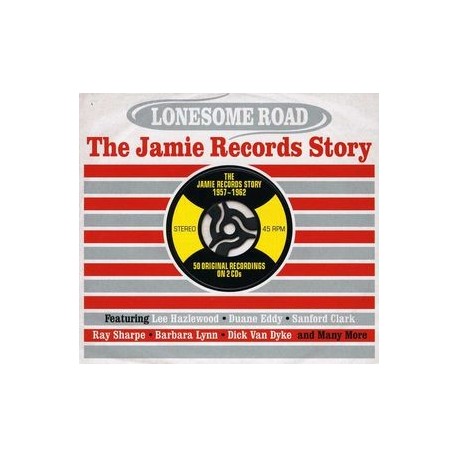 LONESOME ROAD
The Jamie Records Story
THE
JAMIE RECORDS STORY
1957-1962
STEREO
45 RPM
50 ORIGINAL RECORDINGS
ON 2 CDs
Featuring Lee Hazlewood • Duane Eddy • Sanford Clark
Ray Sharpe • Barbara Lynn • Dick Van Dyke and Many More